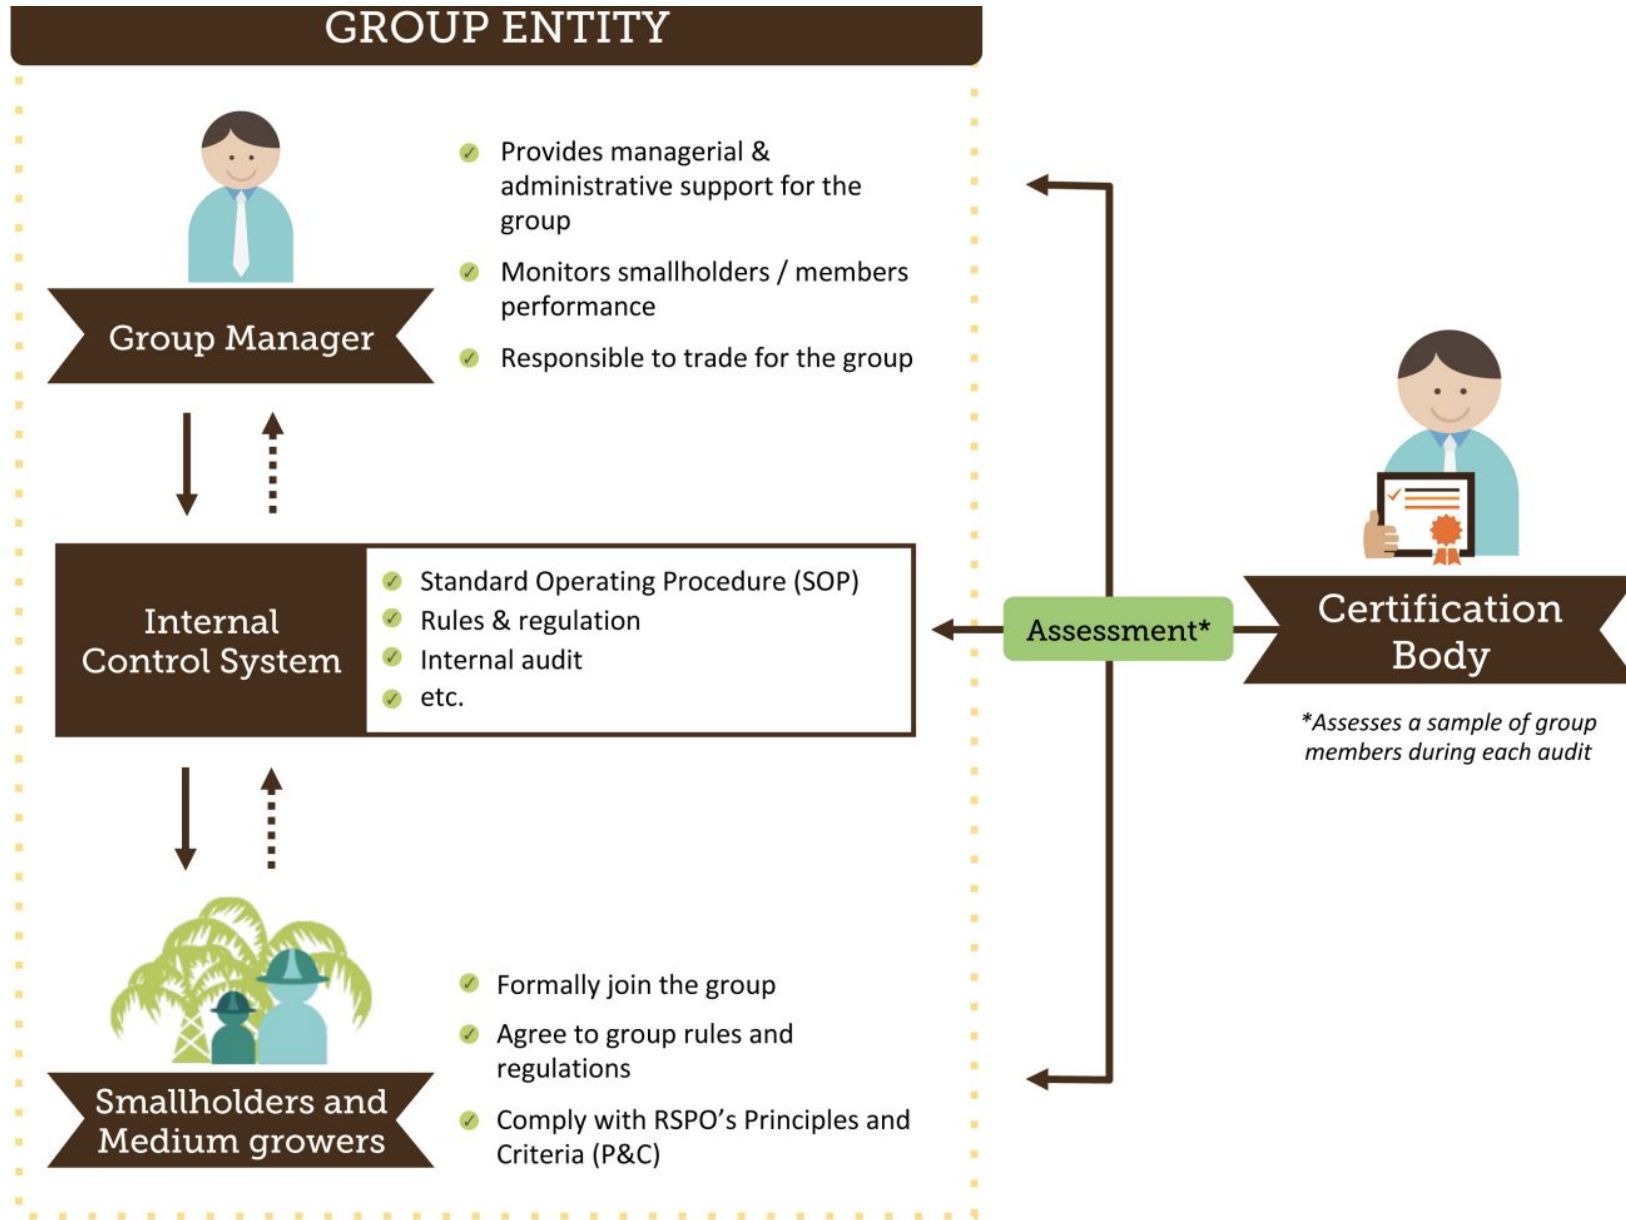 GROUP ENTITY
Provides managerial &
administrative support for the
group
Monitors smallholders / members
performance
Responsible to trade for the group
Group Manager
Internal
Control System
Standard Operating Procedure (SOP)
Rules & regulation
Internal audit
etc.
Assessment*
Certification
Body
*Assesses a sample of group
members during each audit
Formally join the group
Agree to group rules and
regulations
Comply with RSPO’s Principles and
Criteria (P&C)
Smallholders and
Medium growers